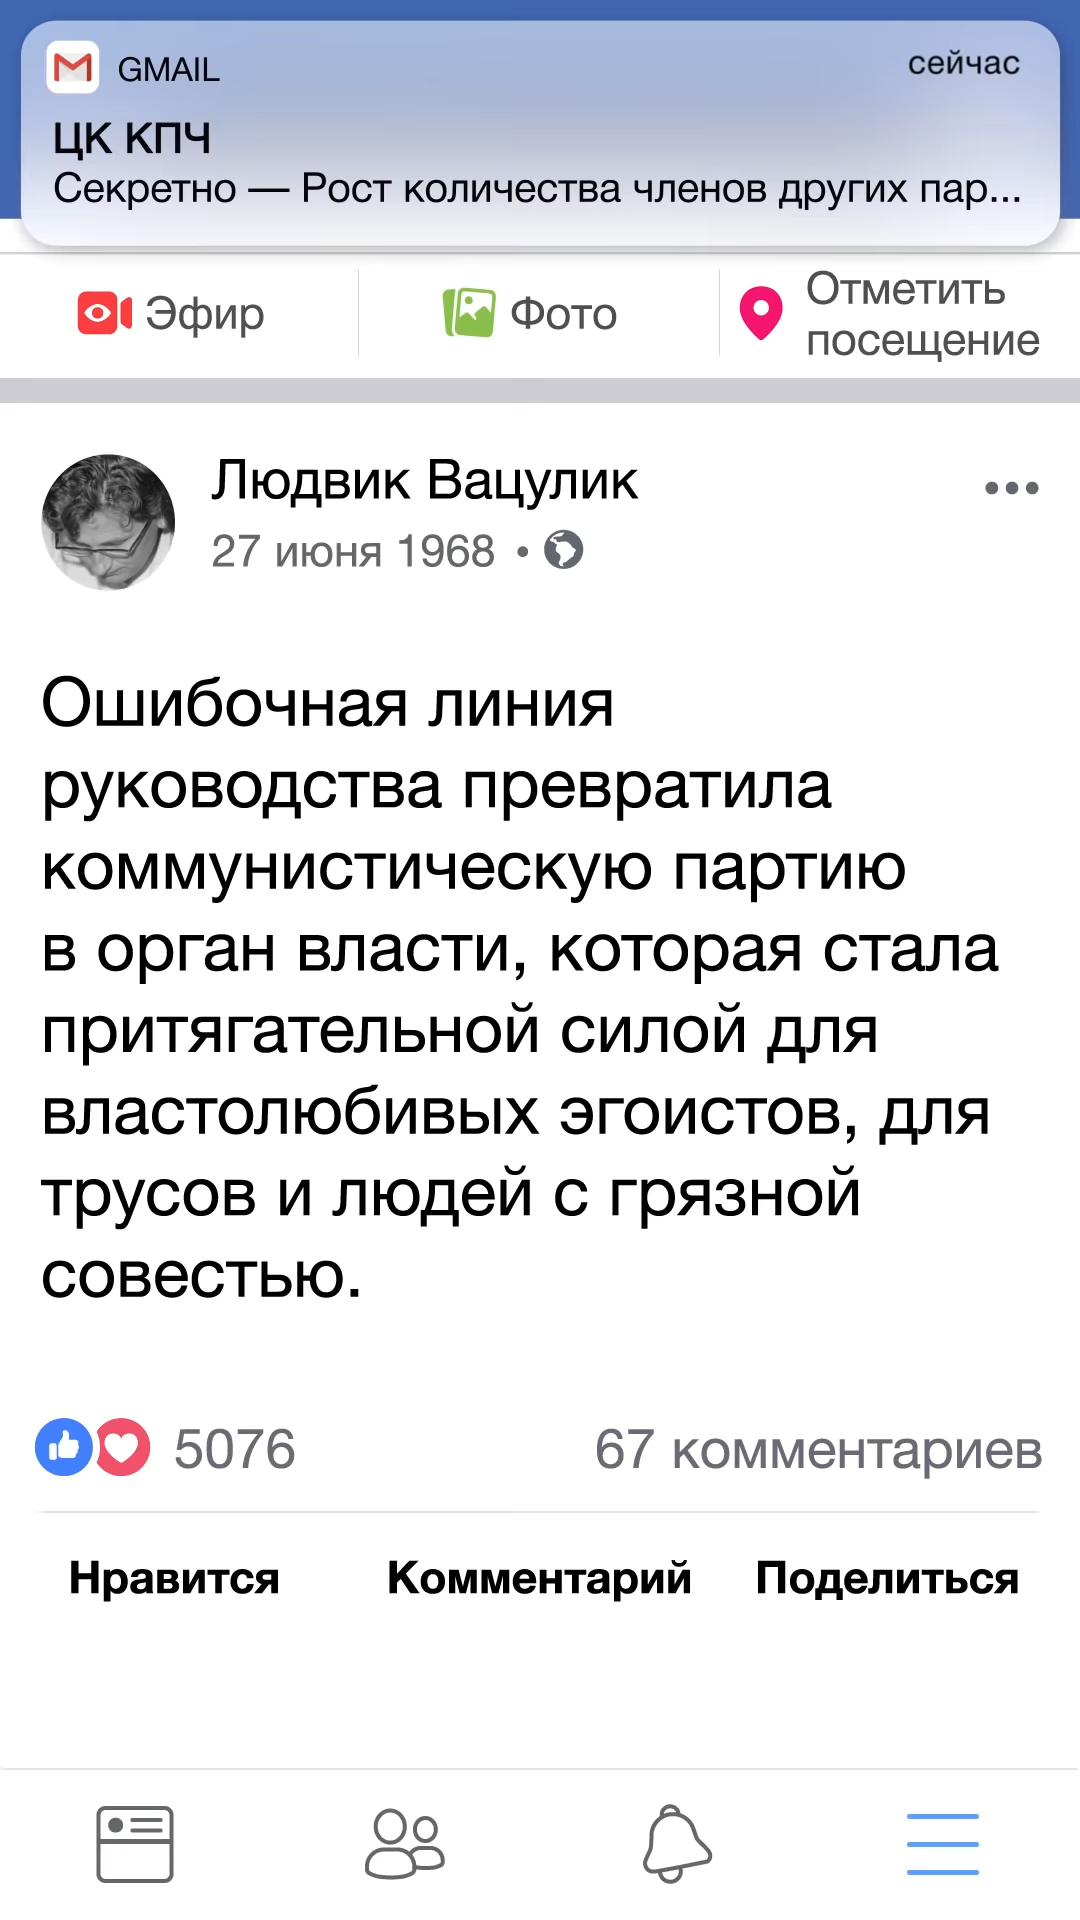 GMAIL
сейчас
ЦК КПЧ
Секретно — Рост количества членов других пар...
Эфир
Фото
Отметить
посещение
Людвик Вацулик
27 июня 1968 •
Ошибочная линия
руководства превратила
коммунистическую партию
в орган власти, которая стала
притягательной силой для
властолюбивых эгоистов, для
трусов и людей с грязной
совестью.
5076
67 комментариев
Нравится
Комментарий
Поделиться